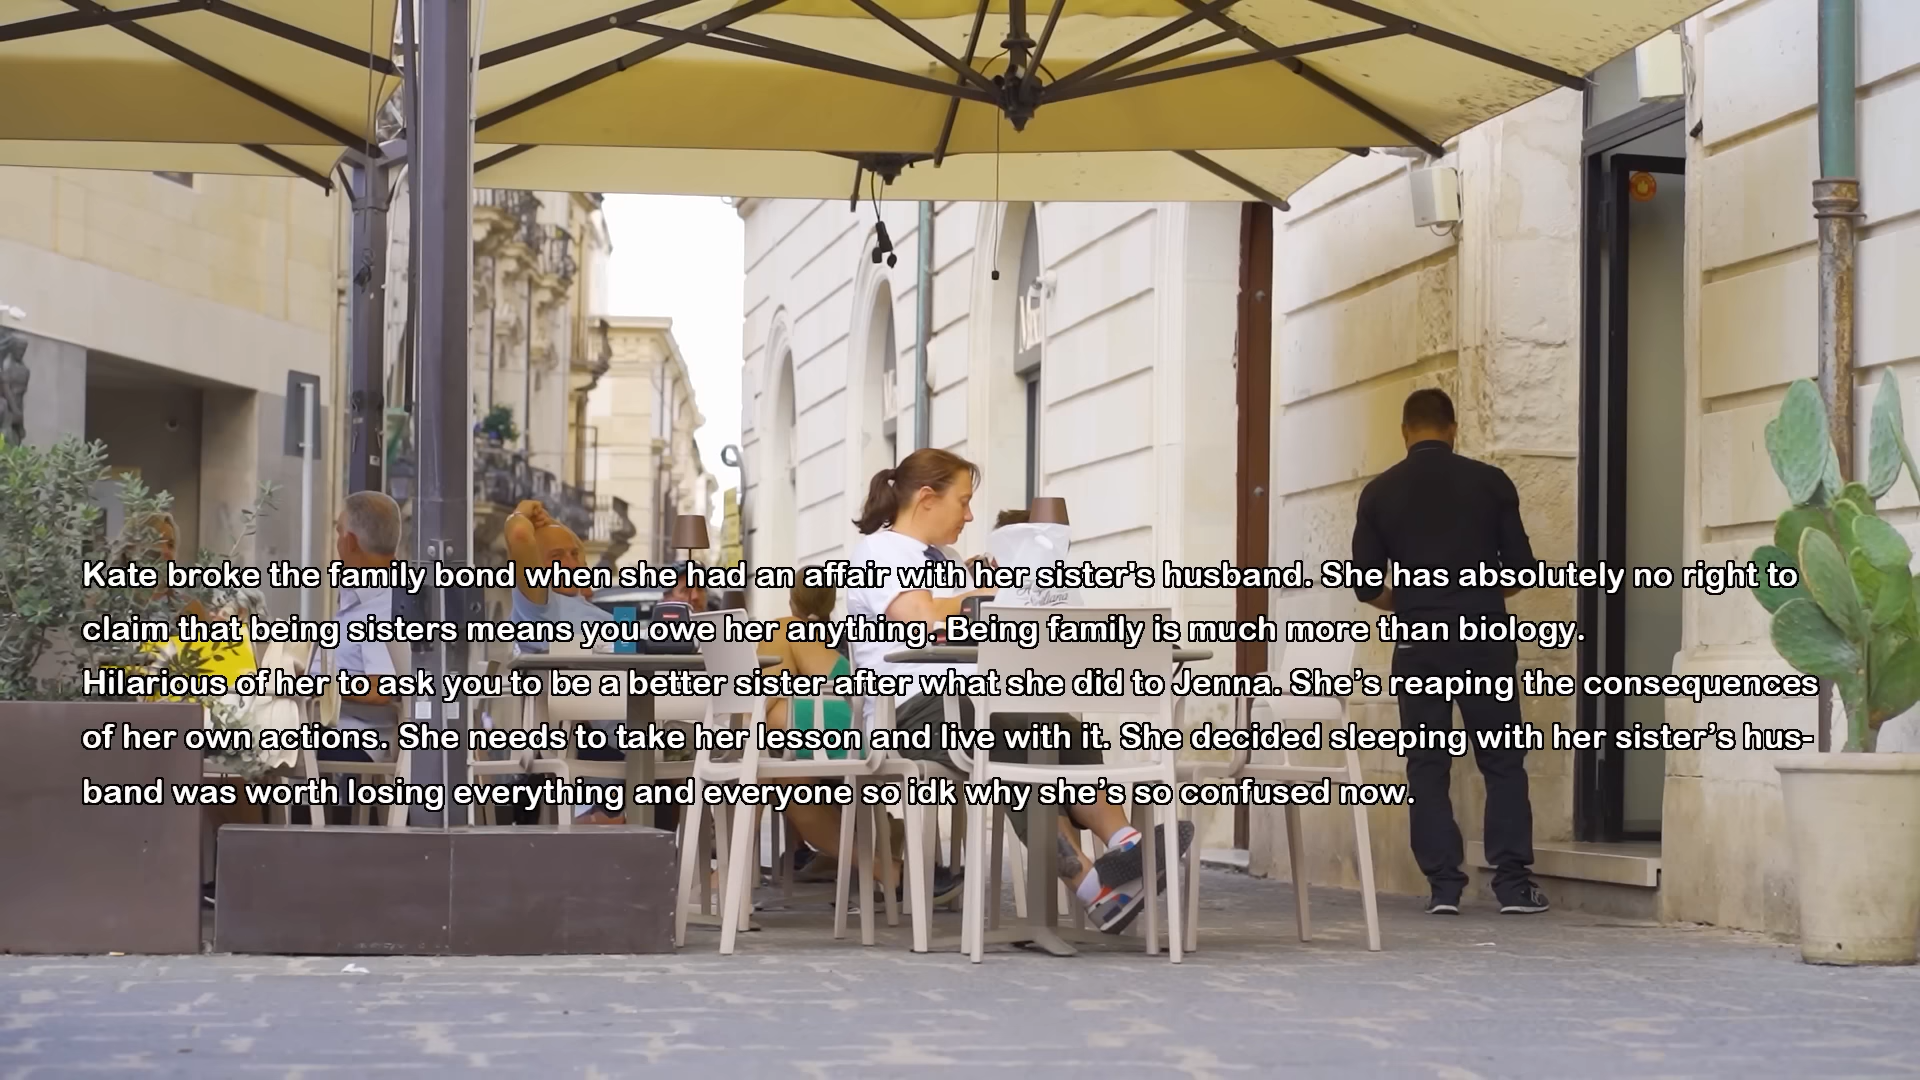 Kate broke the family bond when she had an affair with her sister's husband. She has absolutely no right to
claim that being sisters means you owe her anything. Being family is much more than biology.
Hilarious of her to ask you to be a better sister after what she did to Jenna. She’s reaping the consequences
of her own actions. She needs to take her lesson and live with it. She decided sleeping with her sister’s hus-
band was worth losing everything and everyone so idk why she’s so confused now.